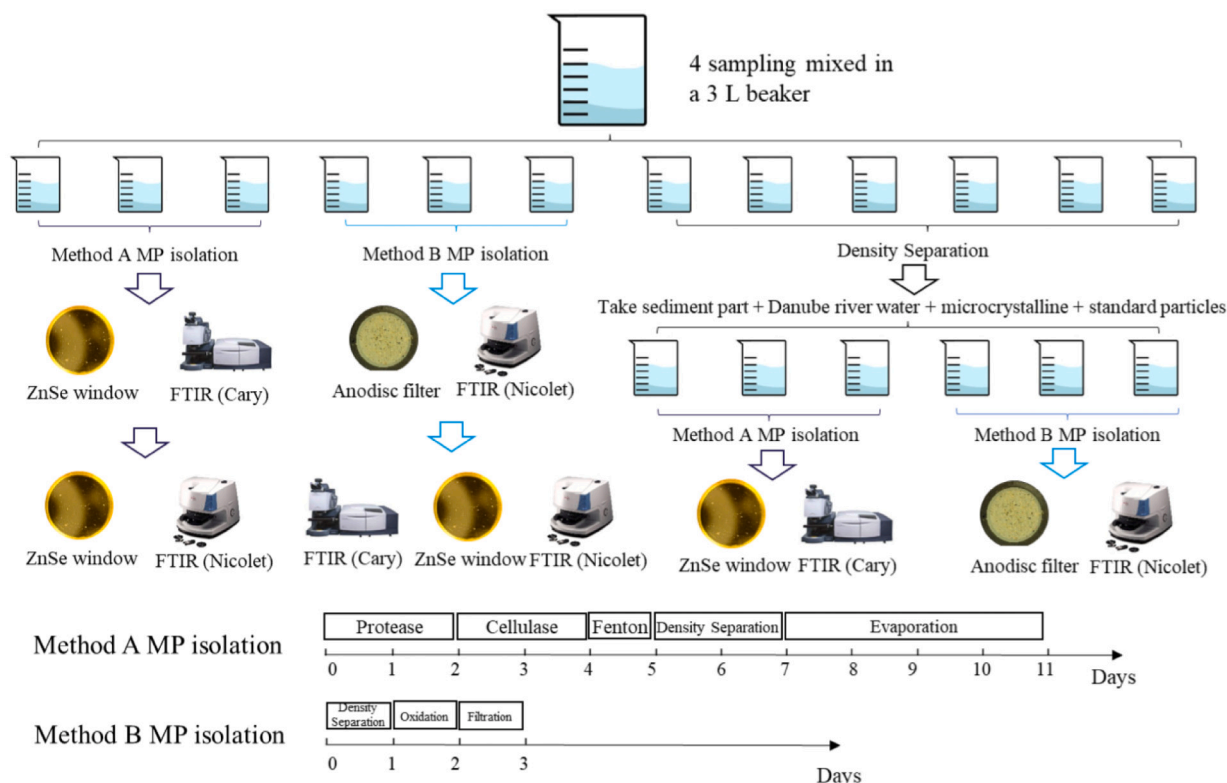 4 sampling mixed in
a 3 L beaker
Method A MP isolation
Method B MP isolation
Density Separation
Take sediment part + Danube river water + microcrystalline + standard particles
ZnSe window
FTIR (Cary)
Anodisc filter
FTIR (Nicolet)
Method A MP isolation
Method B MP isolation
ZnSe window
FTIR (Nicolet)
FTIR (Cary)
ZnSe window
FTIR (Nicolet)
ZnSe window
FTIR (Cary)
Anodisc filter
FTIR (Nicolet)
Method A MP isolation
Protease
Cellulase
Fenton
Density Separation
Evaporation
0 1 2 3 4 5 6 7 8 9 10 11
Days
Method B MP isolation
Density
Separation
Oxidation
Filtration
0 1 2 3
Days